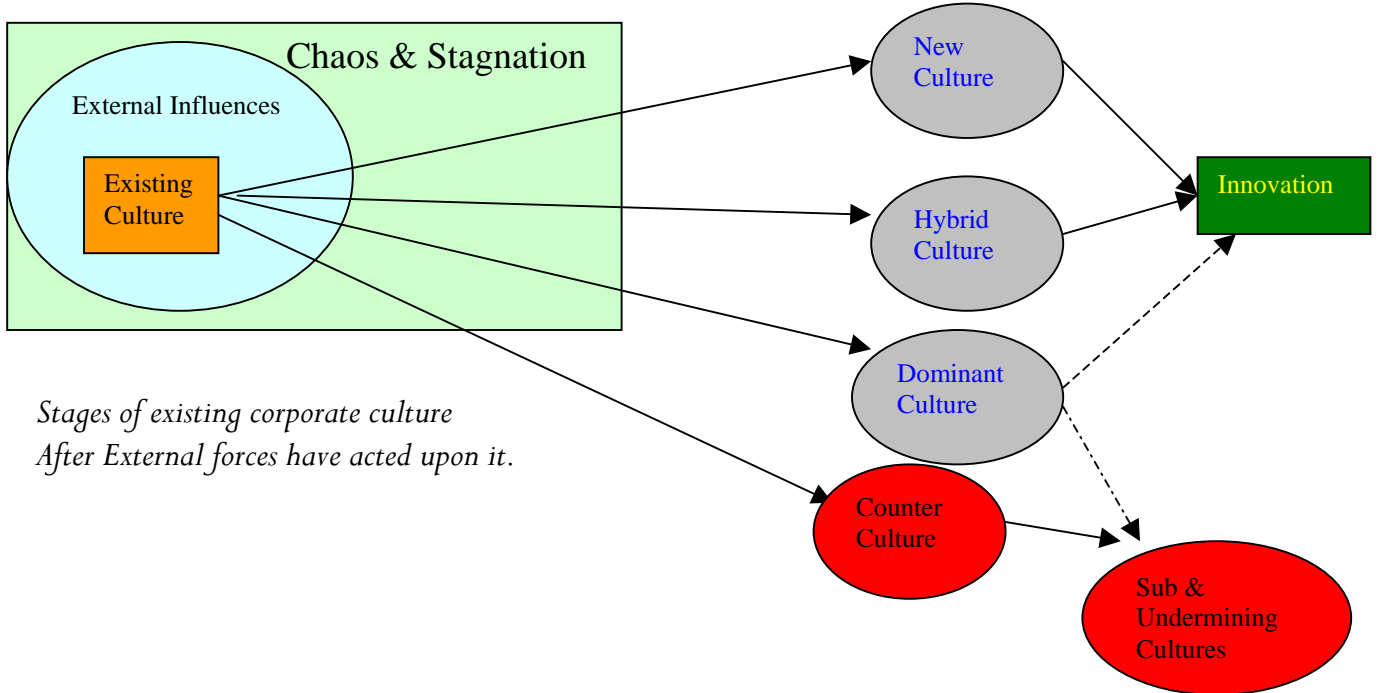 Chaos & Stagnation
External Influences
Existing
Culture
New
Culture
Hybrid
Culture
Dominant
Culture
Counter
Culture
Innovation
Sub &
Undermining
Cultures
Stages of existing corporate culture
After External forces have acted upon it.